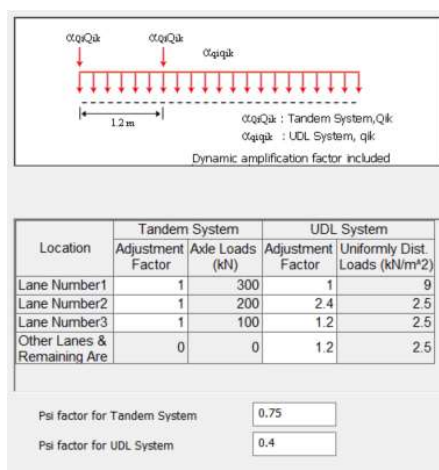 αQiQik αQiQik αqiqik
1.2 m
αQiQik : Tandem System,Qik
αqiqik : UDL System, qik
Dynamic amplification factor included
Location Tandem System UDL System
Adjustment Factor Axle Loads (kN) Adjustment Factor Uniformly Dist. Loads (kN/m^2)
Lane Number1 1 300 1 9
Lane Number2 1 200 2.4 2.5
Lane Number3 1 100 1.2 2.5
Other Lanes & Remaining Are 0 0 1.2 2.5
Psi factor for Tandem System 0.75
Psi factor for UDL System 0.4